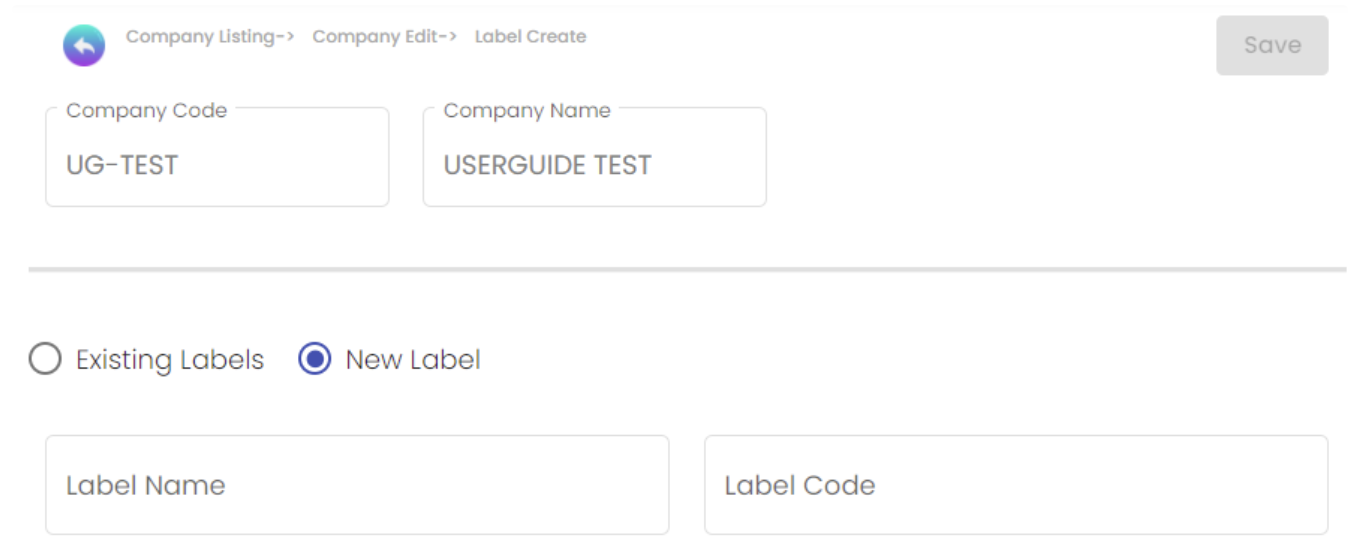 Company Listing-> Company Edit-> Label Create
Save
Company Code
Company Name
UG-TEST
USERGUIDE TEST
Existing Labels
New Label
Label Name
Label Code